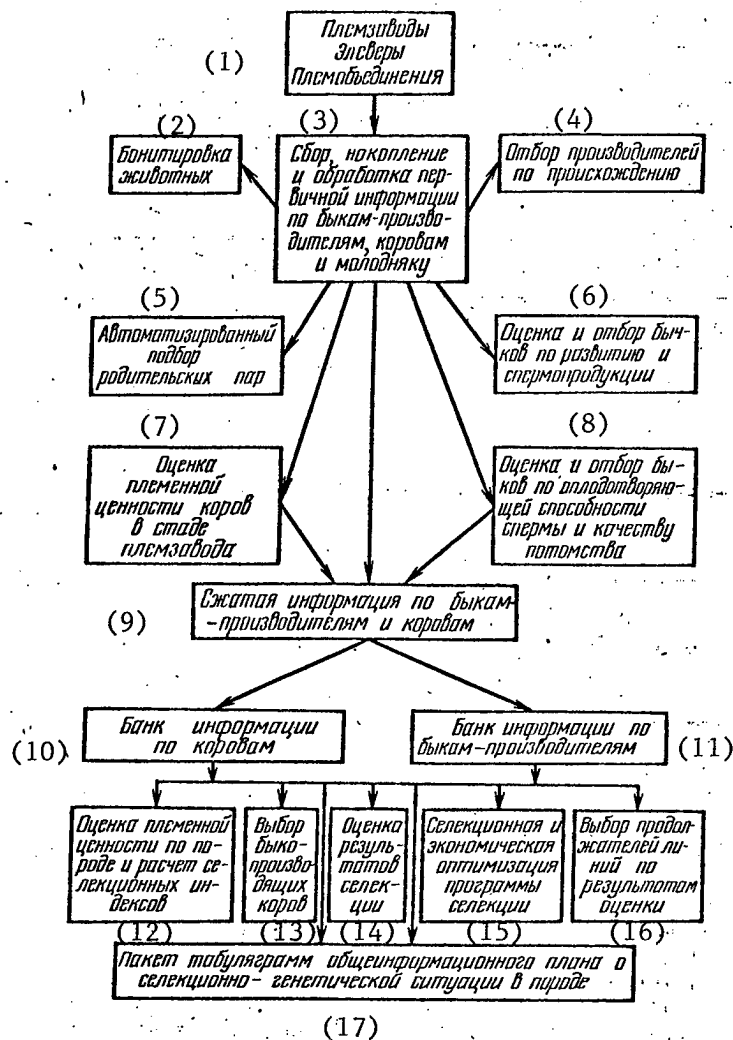 Племзаводы
Элеверы
Племобъединения
(1)
(2)
(3)
(4)
Бонитировка
животных
Сбор, накопление
и обработка пер-
вичной информации
по быкам-произво-
дителям, коровам
и молодняку
Отбор производителей
по происхождению
(5)
(6)
Автоматизированный
подбор
родительских пар
Оценка и отбор быч-
ков по развитию и
спермопродукции
(7)
(8)
Оценка
племенной
ценности коров
в стаде
племзавода
Оценка и отбор бы-
ков по оплодотворяю-
щей способности
спермы и качеству
потомства
(9)
Сжатая информация по быкам-
-производителям и коровам
(10)
Банк информации
по коровам
Банк информации по
быкам-производителям
(11)
Оценка племенной
ценности по по-
роде и расчет се-
лекционных ин-
дексов
Выбор
быко-
произво-
дящих
коров
Оценка
резуль-
татов
селек-
ции
Селекционная и
экономическая
оптимизация
программы
селекции
Выбор продол-
жателей ли-
ний по
результатам
оценки
(12)
(13)
(14)
(15)
(16)
Пакет табуляграмм общеинформационного плана о
селекционно-генетической ситуации в породе
(17)